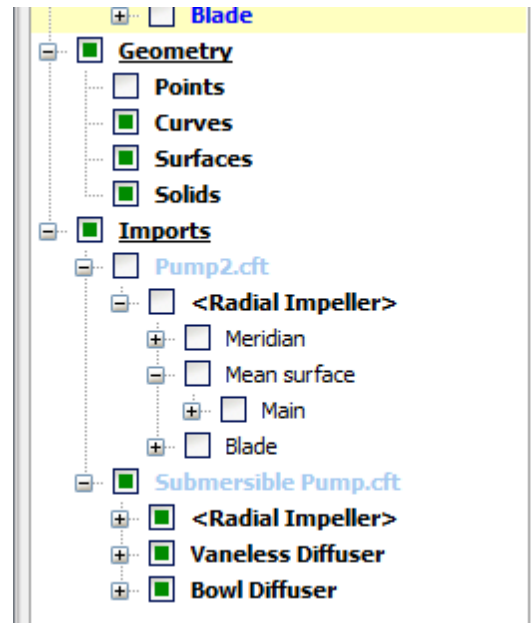 Blade
Geometry
Points
Curves
Surfaces
Solids
Imports
Pump2.cft
<Radial Impeller>
Meridian
Mean surface
Main
Blade
Submersible Pump.cft
<Radial Impeller>
Vaneless Diffuser
Bowl Diffuser